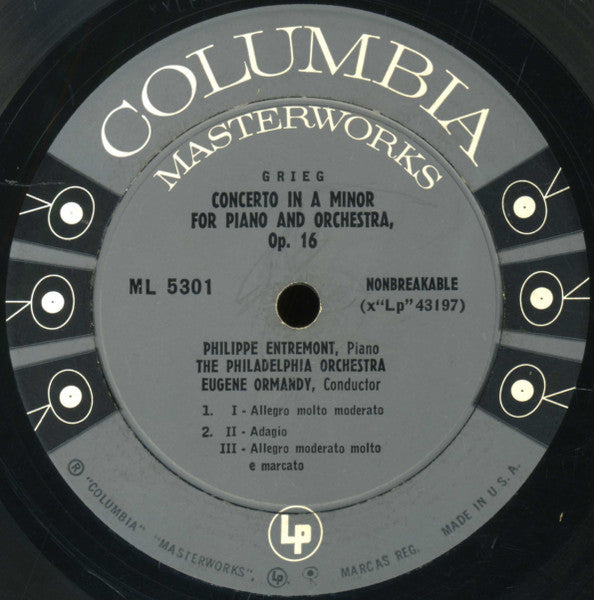 COLUMBIA
MASTERWORKS
GRIEG
CONCERTO IN A MINOR
FOR PIANO AND ORCHESTRA,
Op. 16
ML 5301
NONBREAKABLE
(x"Lp"43197)
PHILIPPE ENTREMONT, Piano
THE PHILADELPHIA ORCHESTRA
EUGENE ORMANDY, Conductor
1. I - Allegro molto moderato
2. II - Adagio
III - Allegro moderato molto
e marcato
Lp
® "COLUMBIA" "MASTERWORKS", Lp MARCAS REG. MADE IN U. S. A.